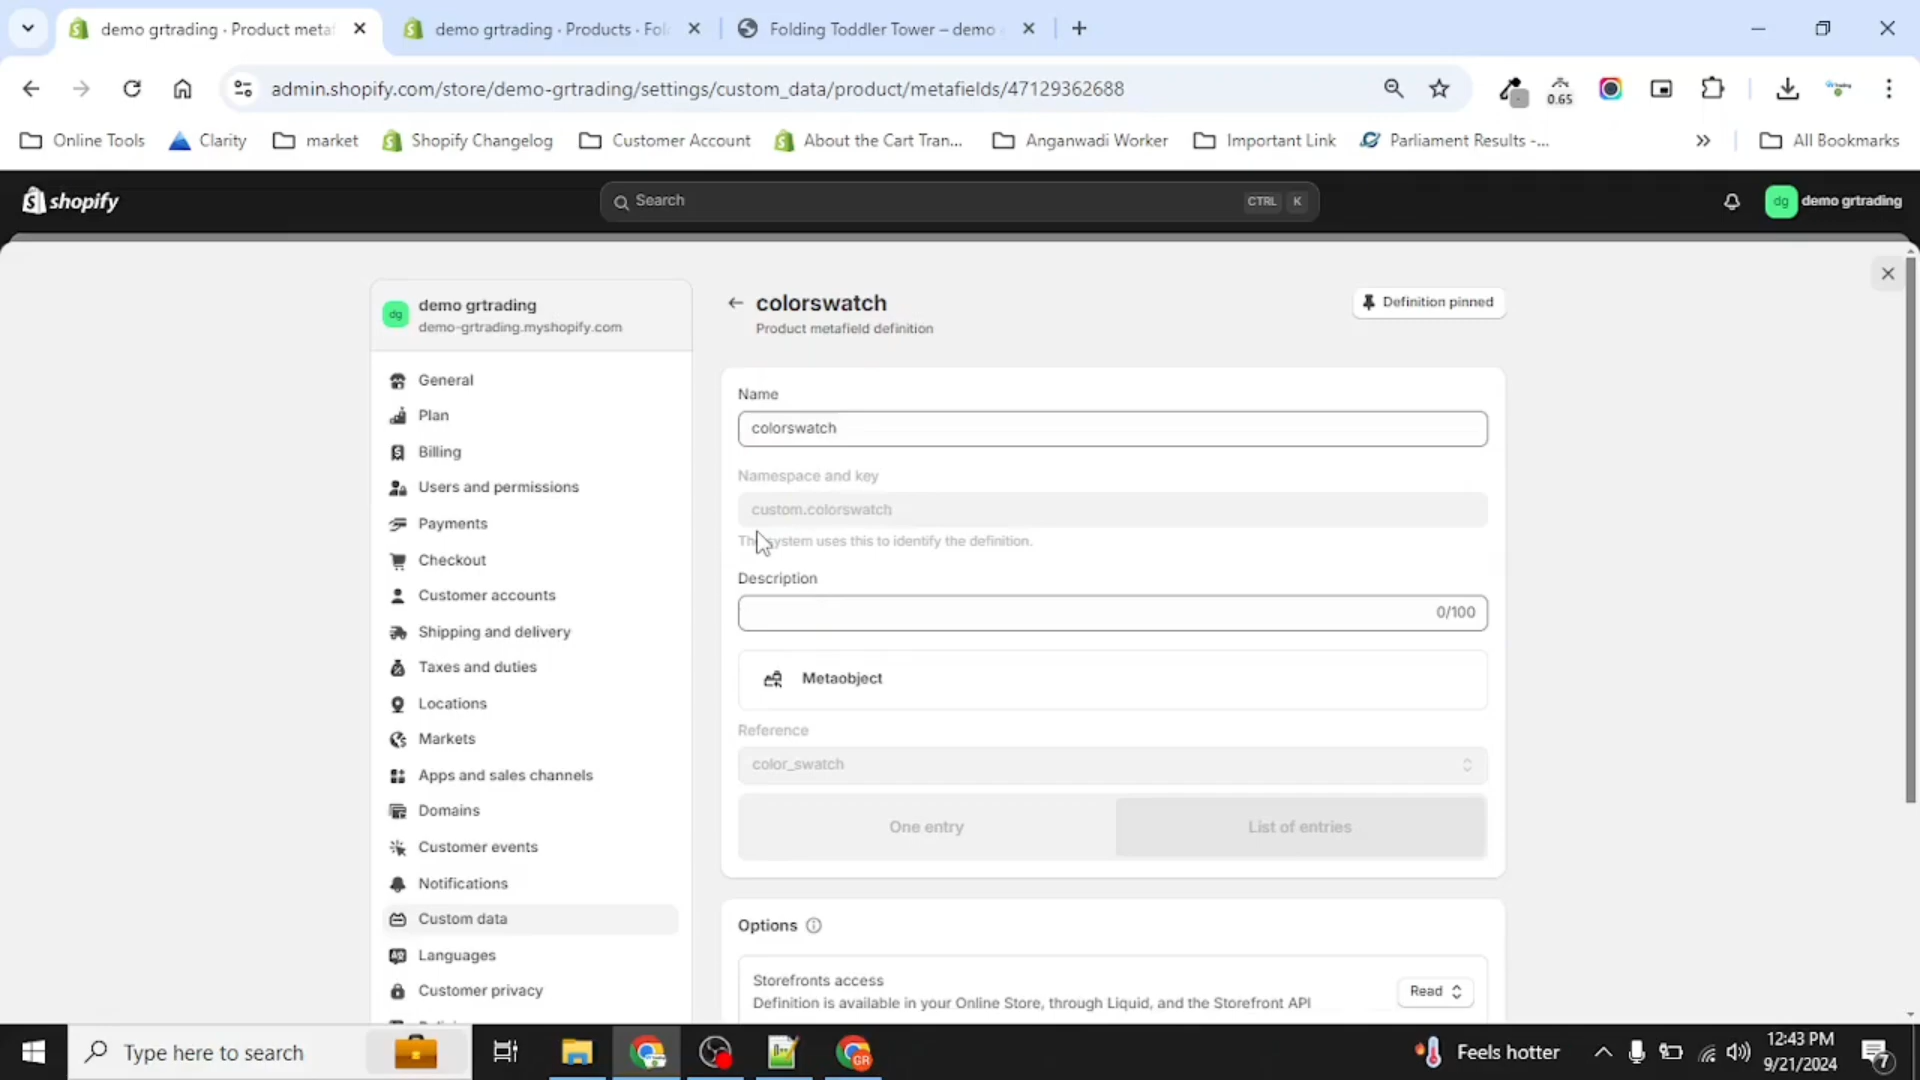 demo grtrading · Product meta
demo grtrading · Products · Fol
Folding Toddler Tower – demo
admin.shopify.com/store/demo-grtrading/settings/custom_data/product/metafields/47129362688
0.65
Online Tools
Clarity
market
Shopify Changelog
Customer Account
About the Cart Tran...
Anganwadi Worker
Important Link
Parliament Results -...
All Bookmarks
shopify
Search
CTRL K
dg
demo grtrading
dg
demo grtrading
demo-grtrading.myshopify.com
General
Plan
Billing
Users and permissions
Payments
Checkout
Customer accounts
Shipping and delivery
Taxes and duties
Locations
Markets
Apps and sales channels
Domains
Customer events
Notifications
Custom data
Languages
Customer privacy
colorswatch
Product metafield definition
Definition pinned
Name
colorswatch
Namespace and key
custom.colorswatch
The system uses this to identify the definition.
Description
0/100
Metaobject
Reference
color_swatch
One entry
List of entries
Options
Storefronts access
Definition is available in your Online Store, through Liquid, and the Storefront API
Read
Type here to search
GR
Feels hotter
12:43 PM
9/21/2024
7